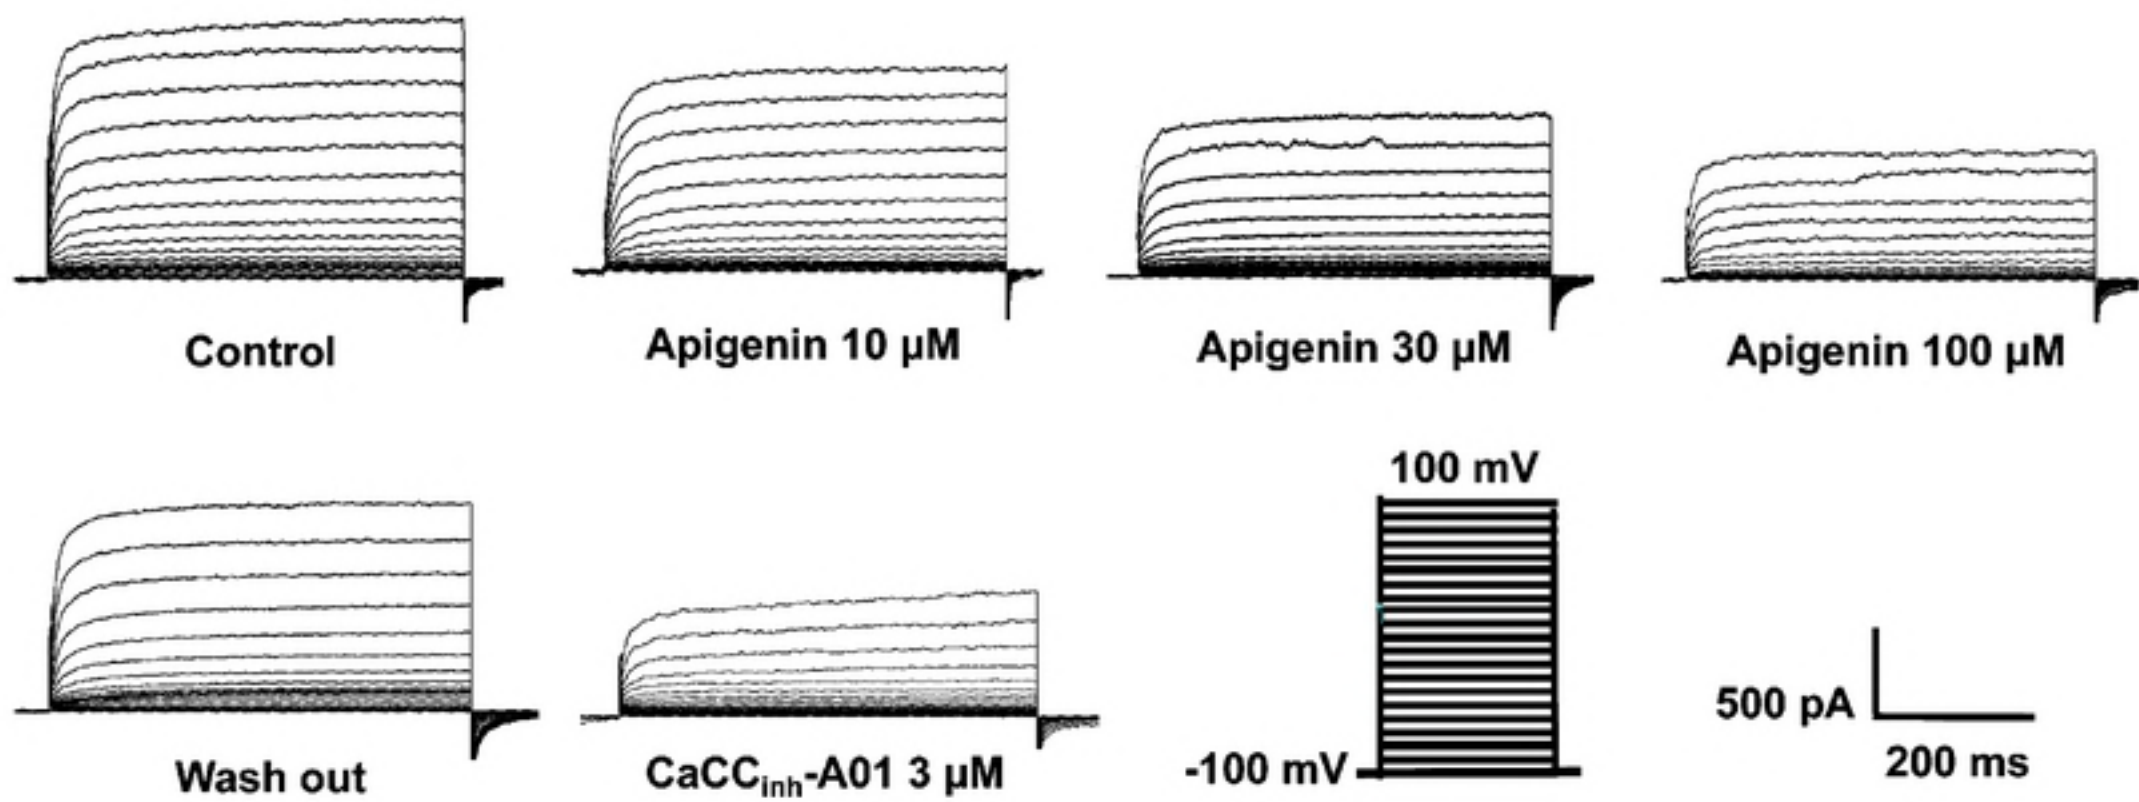 Control
Apigenin 10 µM
Apigenin 30 µM
Apigenin 100 µM
100 mV
-100 mV
500 pA
200 ms
Wash out
CaCCinh-A01 3 µM